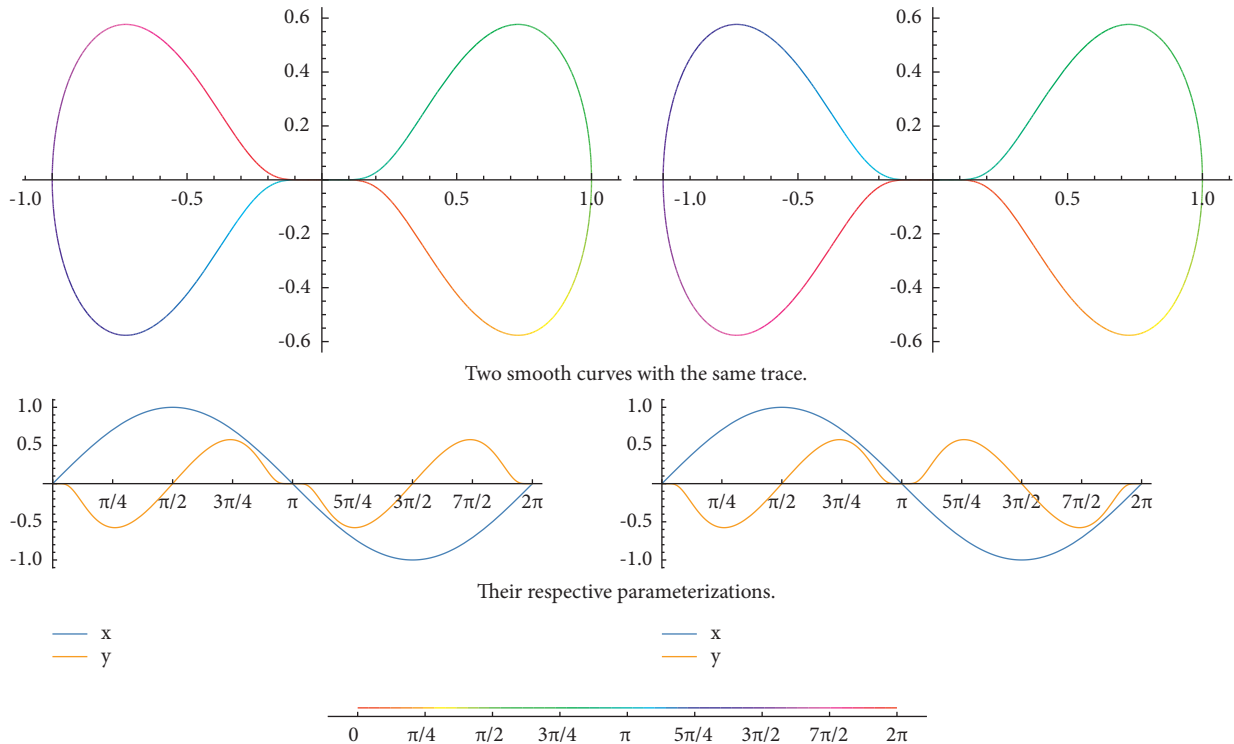 0.6 0.6
0.4 0.4
0.2 0.2
-1.0 -0.5 0.5 1.0 -1.0 -0.5 0.5 1.0
-0.2 -0.2
-0.4 -0.4
-0.6 -0.6
Two smooth curves with the same trace.
1.0 1.0
0.5 0.5
π/4 π/2 3π/4 π 5π/4 3π/2 7π/2 2π π/4 π/2 3π/4 π 5π/4 3π/2 7π/2 2π
-0.5 -0.5
-1.0 -1.0
Their respective parameterizations.
x x
y y
0 π/4 π/2 3π/4 π 5π/4 3π/2 7π/2 2π